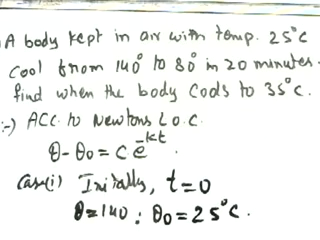 A body kept in air with temp. 25°C
Cool from 140° to 80° in 20 minutes.
find when the body Cools to 35°C.
:-) ACC. to Newtons L O C.
θ-θ₀ = C e^-kt.
Case(i) Initally, t=0
θ=140 ; θ₀=25°C.